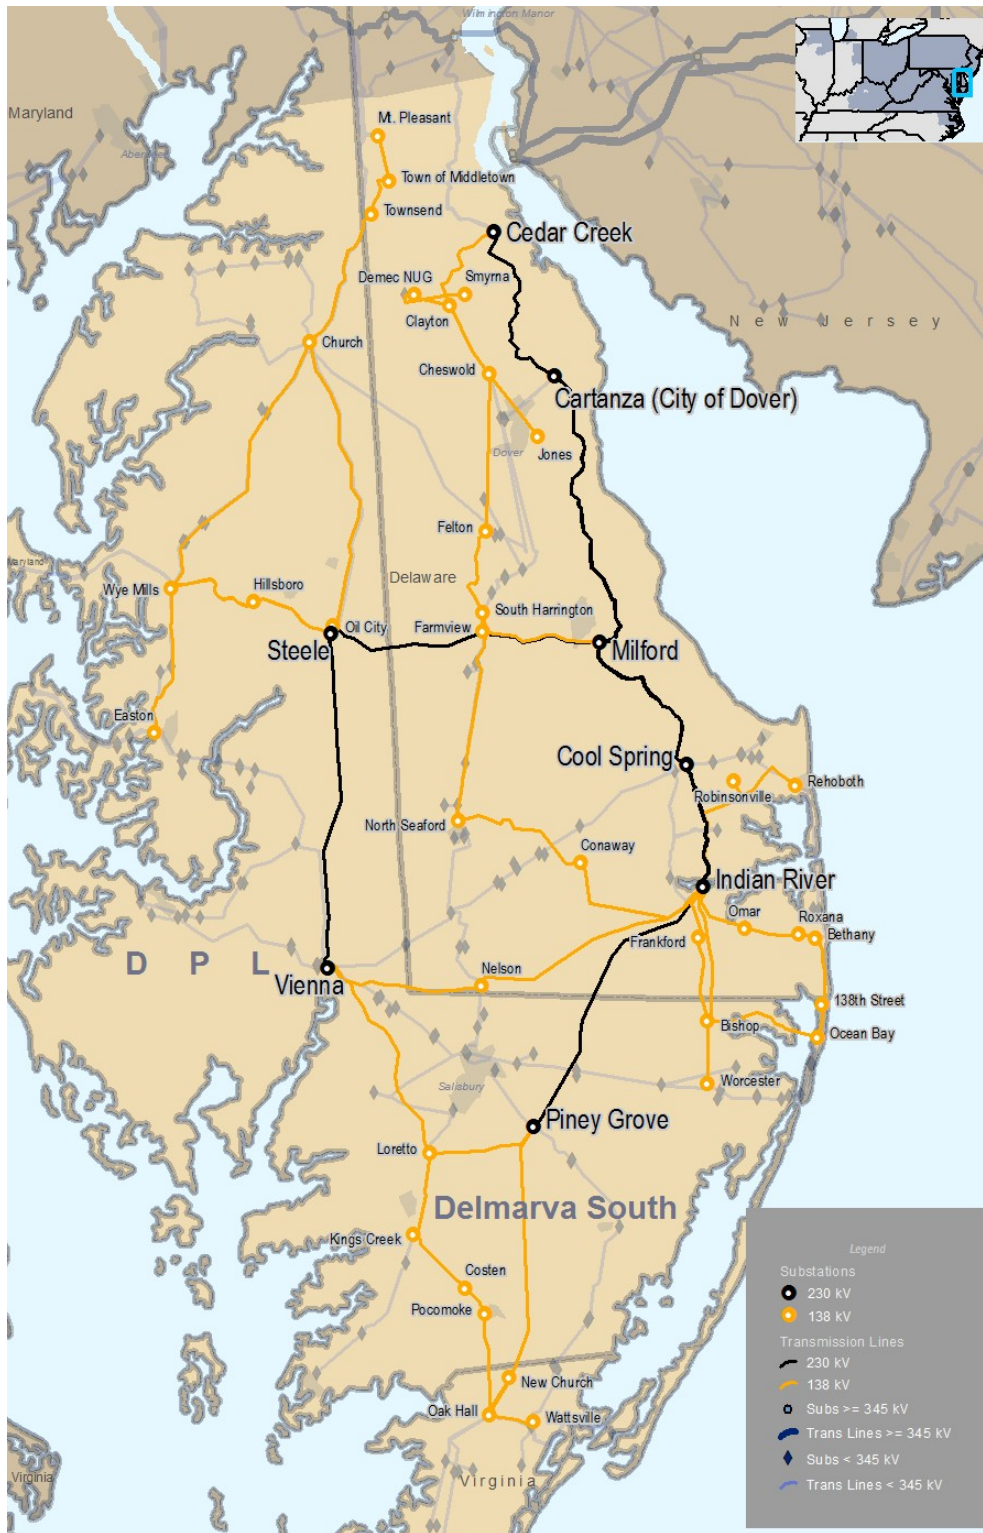 Wilmington Manor
Maryland
Mt. Pleasant
Aberdeen
Town of Middletown
Townsend
Cedar Creek
Demec NUG
Smyrna
Clayton
New Jersey
Church
Cheswold
Cartanza (City of Dover)
Dover
Jones
Felton
Maryland
Delaware
Wye Mills
Hillsboro
South Harrington
Oil City
Farmview
Steele
Milford
Easton
Cool Spring
Rehoboth
Robinsonville
North Seaford
Conaway
Indian River
Omar
Roxana
Frankford
Bethany
D P L
Nelson
Vienna
138th Street
Bishop
Ocean Bay
Salisbury
Worcester
Piney Grove
Loretto
Delmarva South
Kings Creek
Costen
Pocomoke
New Church
Oak Hall
Wattsville
Virginia
Virginia
Legend
Substations
230 kV
138 kV
Transmission Lines
230 kV
138 kV
Subs >= 345 kV
Trans Lines >= 345 kV
Subs < 345 kV
Trans Lines < 345 kV